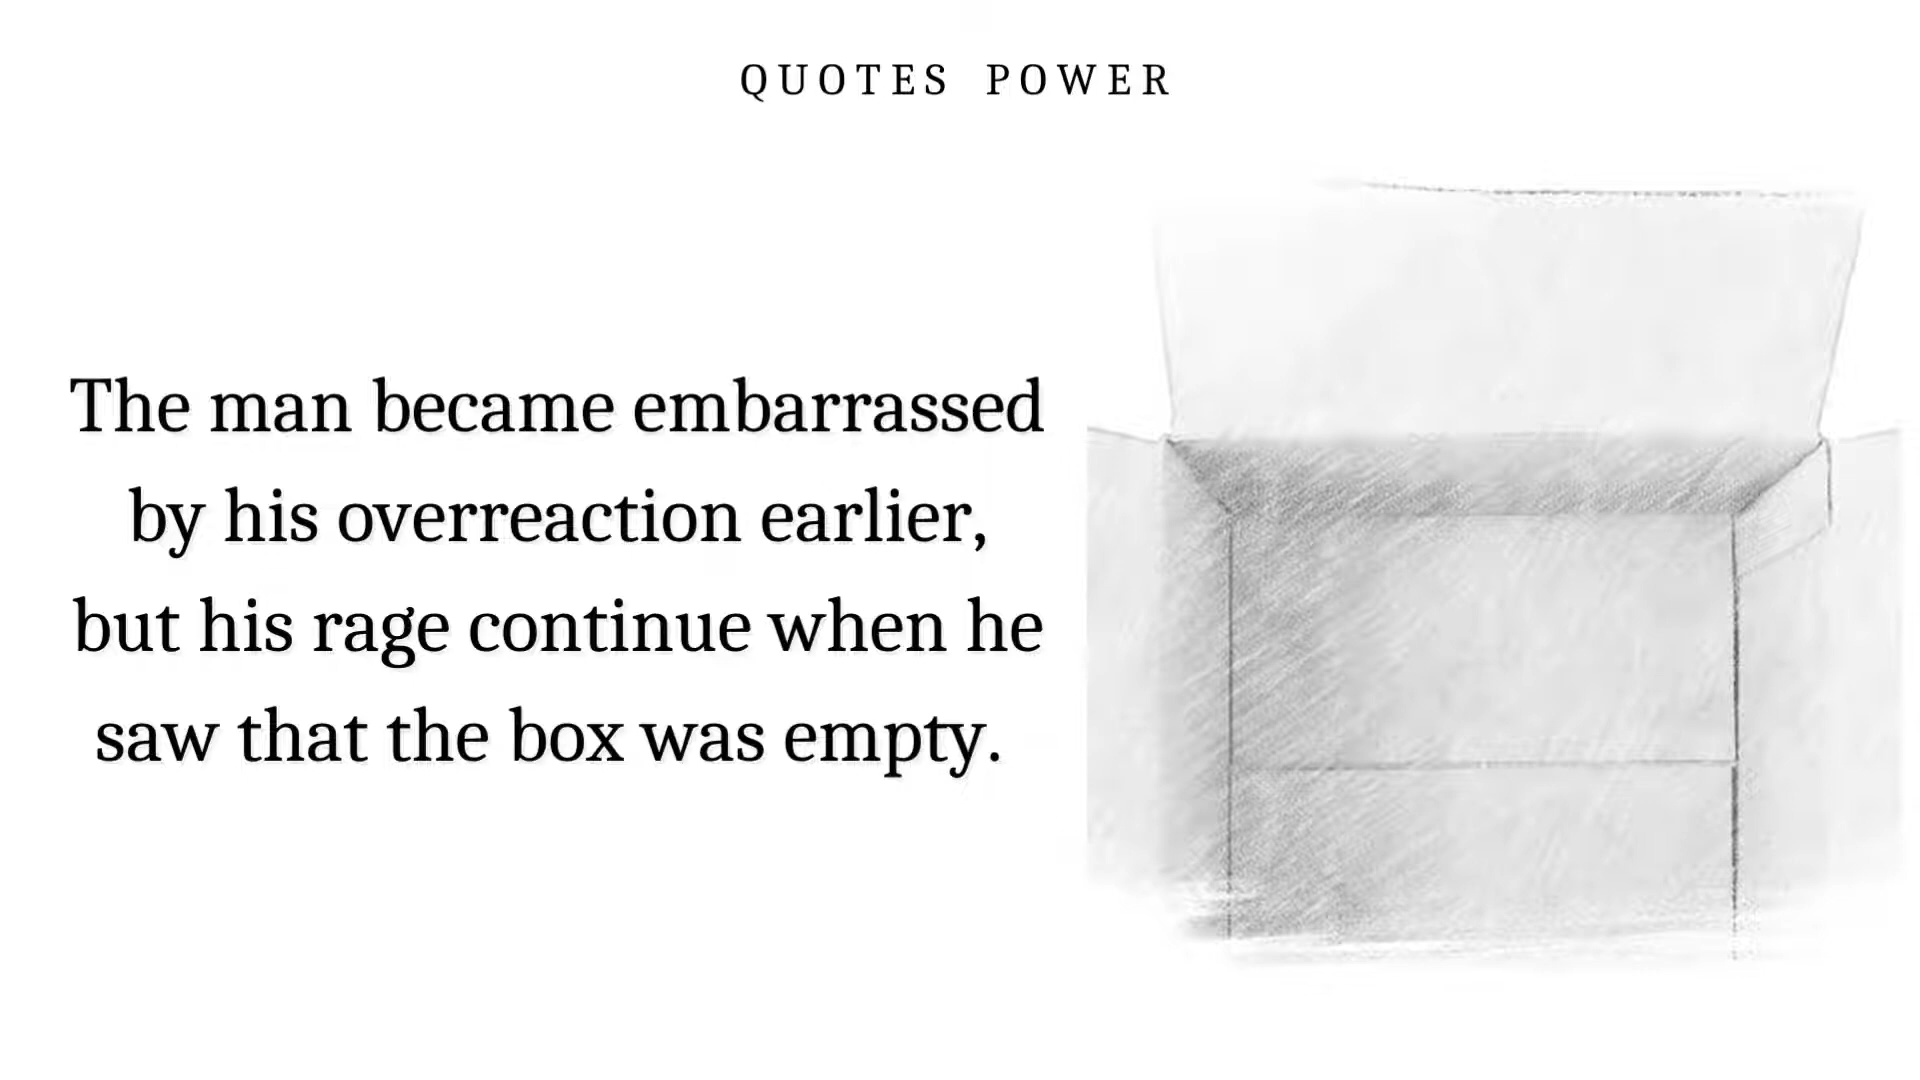 QUOTES POWER
The man became embarrassed
by his overreaction earlier,
but his rage continue when he
saw that the box was empty.